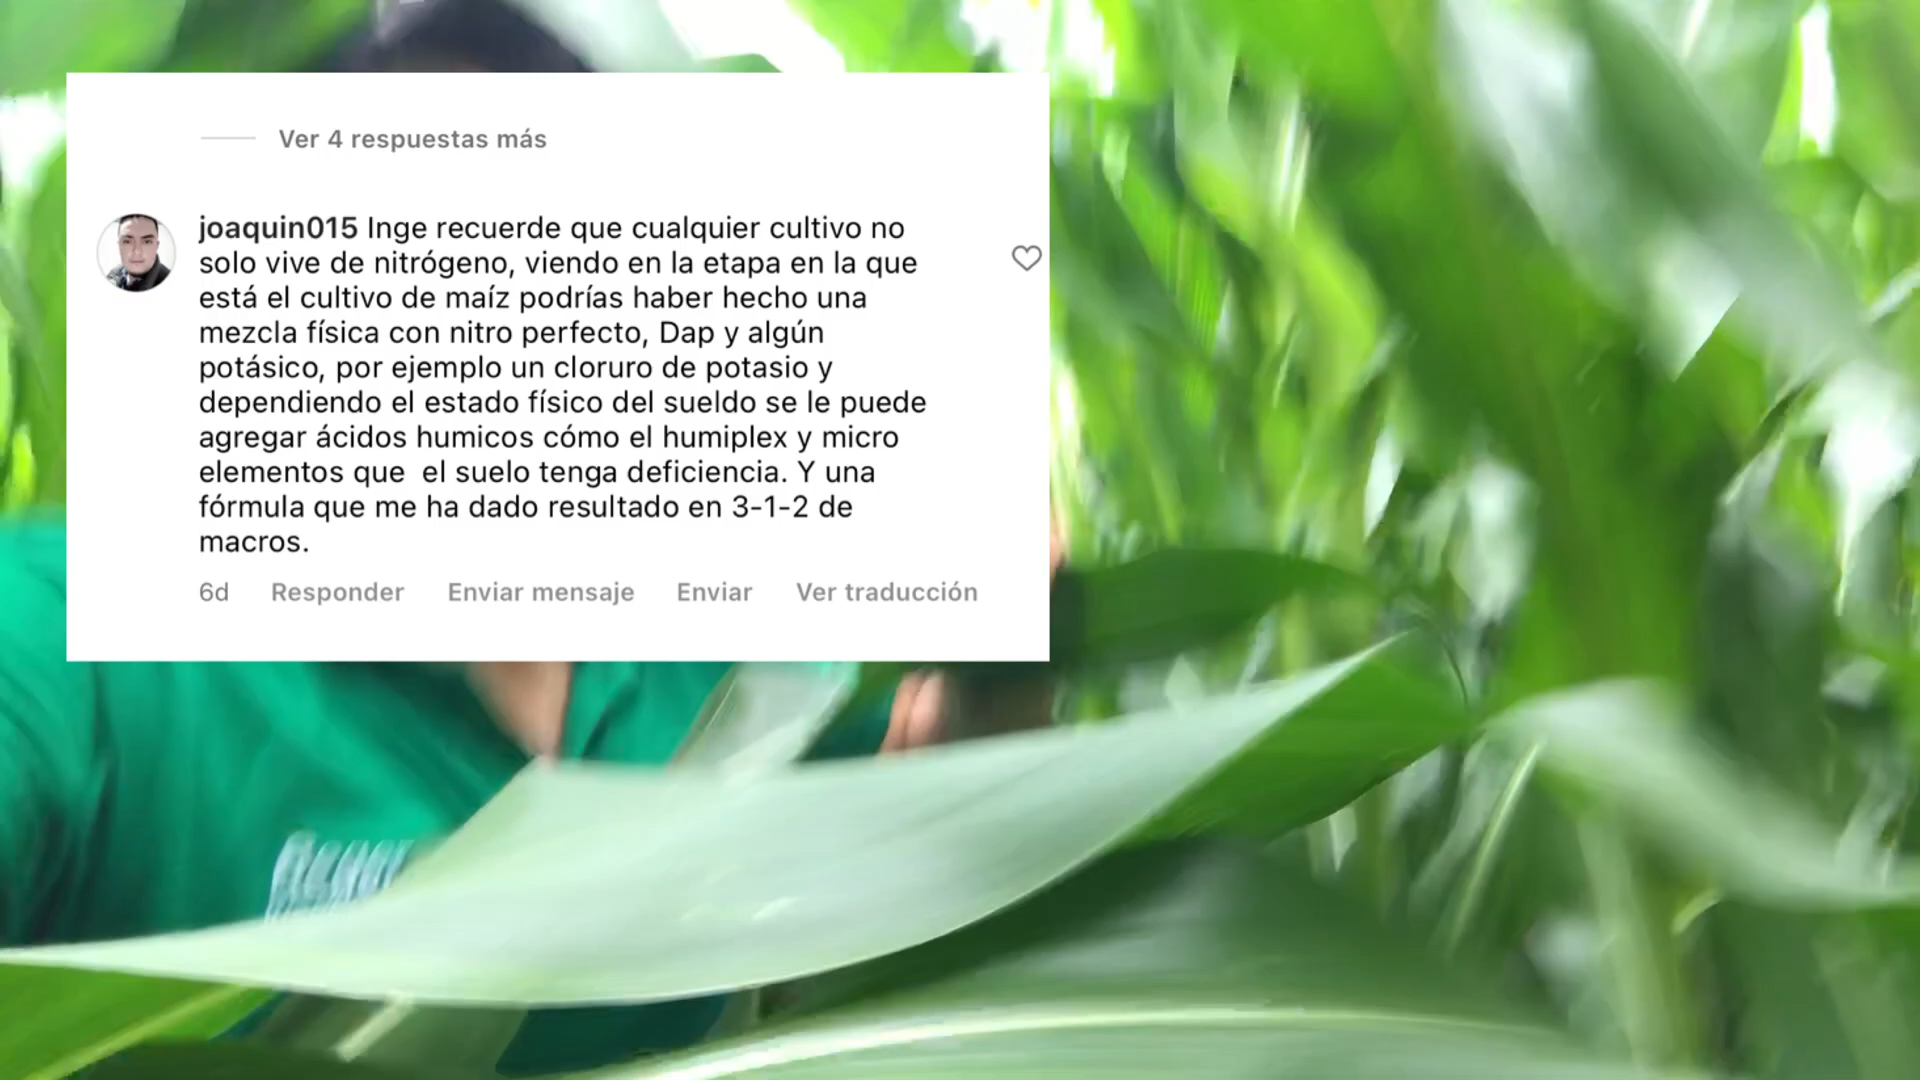 Ver 4 respuestas más
joaquin015 Inge recuerde que cualquier cultivo no
solo vive de nitrógeno, viendo en la etapa en la que
está el cultivo de maíz podrías haber hecho una
mezcla física con nitro perfecto, Dap y algún
potásico, por ejemplo un cloruro de potasio y
dependiendo el estado físico del sueldo se le puede
agregar ácidos humicos cómo el humiplex y micro
elementos que  el suelo tenga deficiencia. Y una
fórmula que me ha dado resultado en 3-1-2 de
macros.
6d Responder Enviar mensaje Enviar Ver traducción